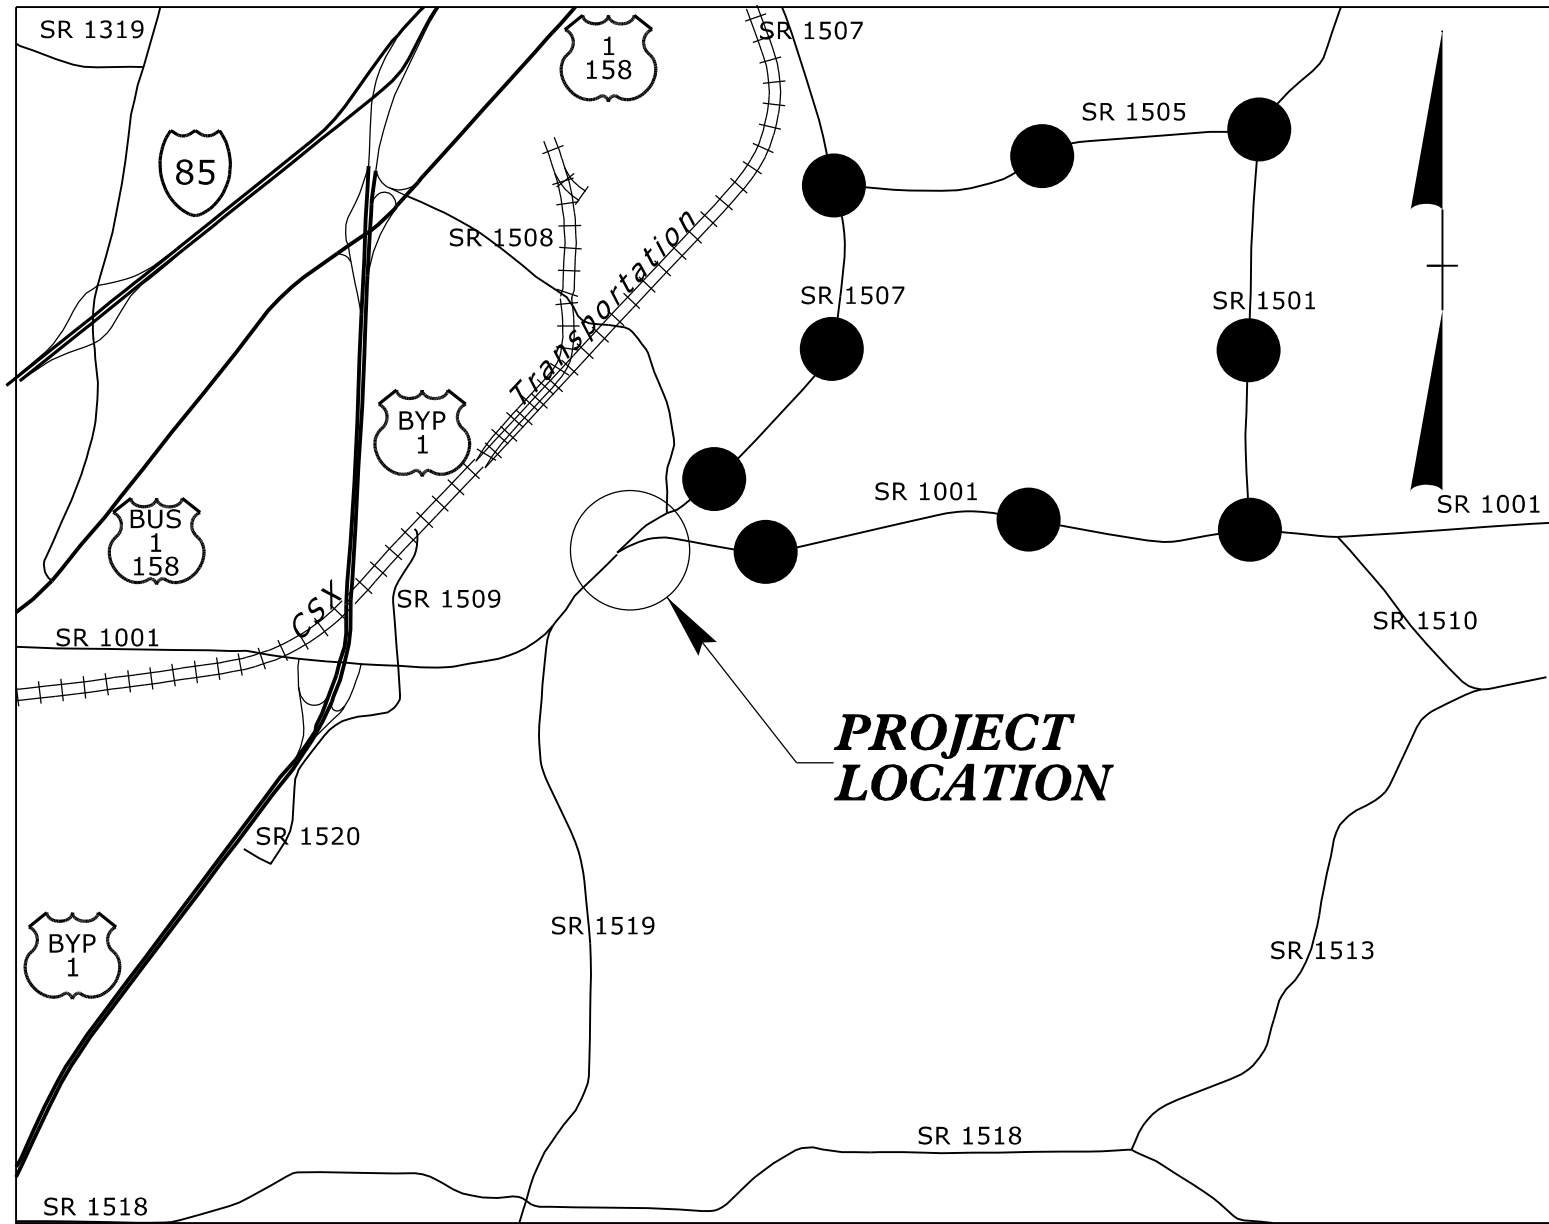 SR 1319
1
158
SR 1507
SR 1505
85
SR 1508
Transportation
SR 1507
SR 1501
BYP
1
SR 1001
SR 1001
BUS
1
158
CSX
SR 1509
SR 1510
SR 1001
PROJECT
LOCATION
SR 1520
SR 1519
BYP
1
SR 1513
SR 1518
SR 1518